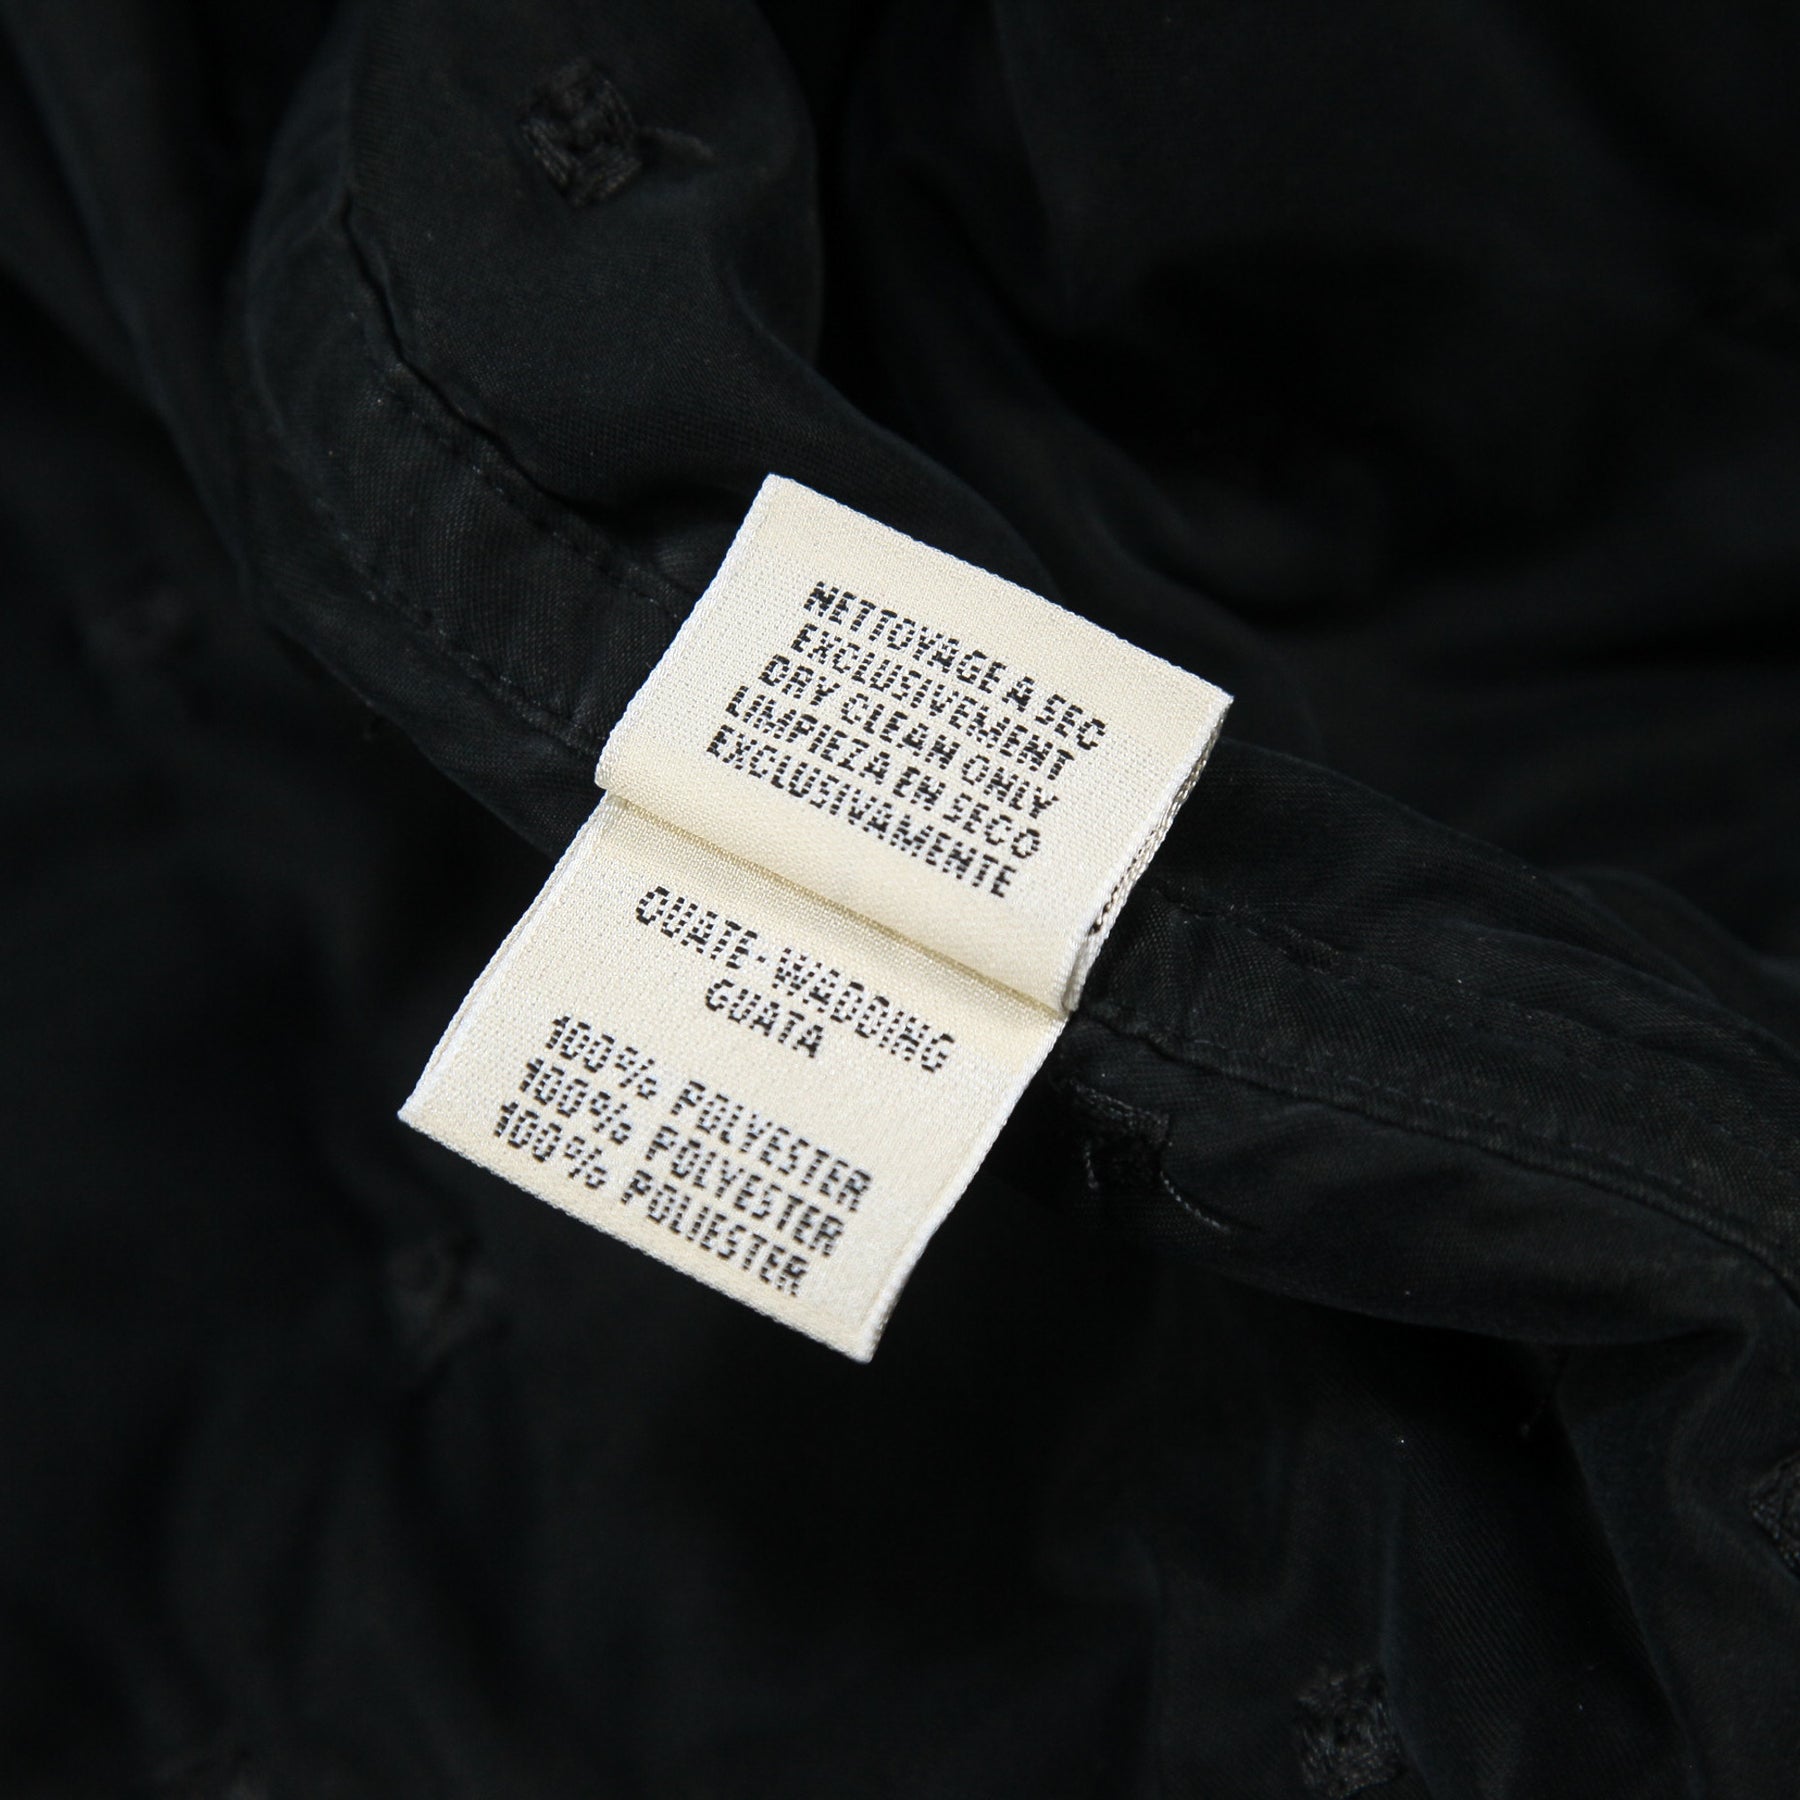 NETTOYAGE A SEC
EXCLUSIVEMENT
DRY CLEAN ONLY
LIMPIEZA EN SECO
EXCLUSIVAMENTE
OUATE-WADDING
GUATA
100% POLYESTER
100% POLYESTER
100% POLIESTER